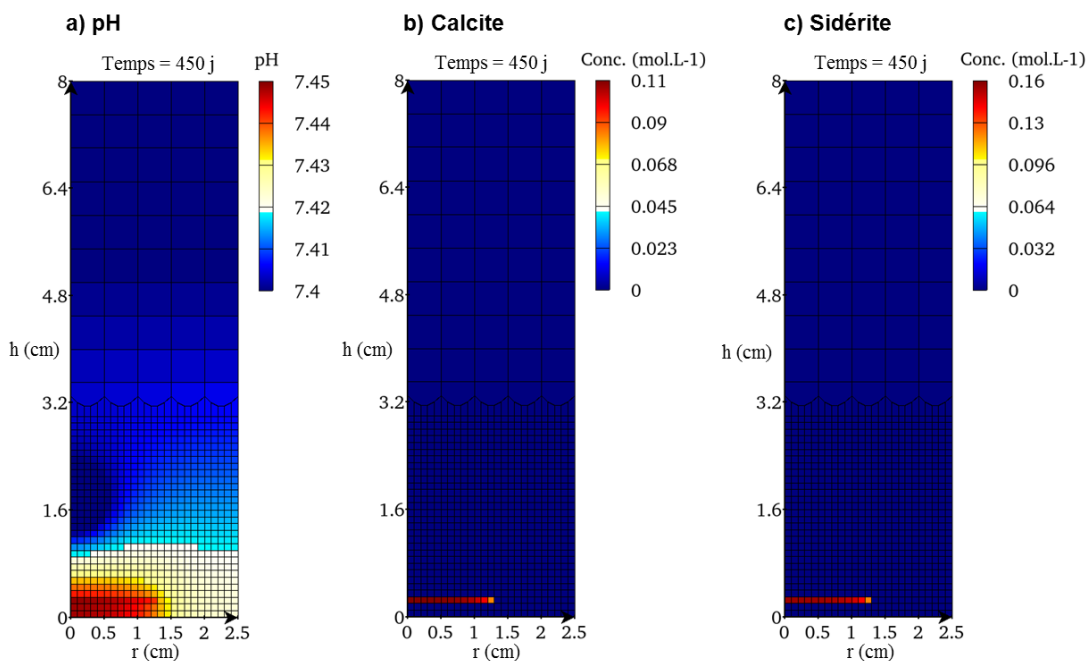 a) pH
Temps = 450 j
pH
8
6.4
4.8
3.2
1.6
0
h (cm)
0 0.5 1 1.5 2 2.5
r (cm)
7.45
7.44
7.43
7.42
7.41
7.4
b) Calcite
Temps = 450 j
Conc. (mol.L-1)
8
6.4
4.8
3.2
1.6
0
h (cm)
0 0.5 1 1.5 2 2.5
r (cm)
0.11
0.09
0.068
0.045
0.023
0
c) Sidérite
Temps = 450 j
Conc. (mol.L-1)
8
6.4
4.8
3.2
1.6
0
h (cm)
0 0.5 1 1.5 2 2.5
r (cm)
0.16
0.13
0.096
0.064
0.032
0